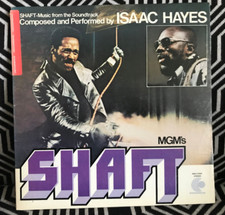 SHAFT-Music from the Soundtrack
Composed and Performed by ISAAC HAYES
MGM's
SHAFT